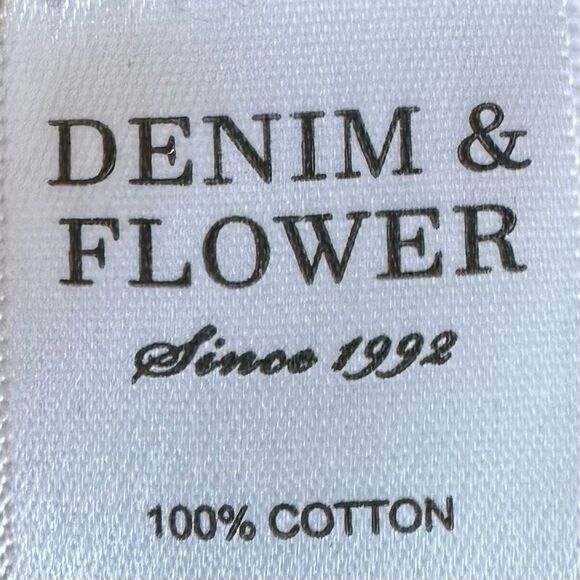 DENIM &
FLOWER
Since 1992
100% COTTON